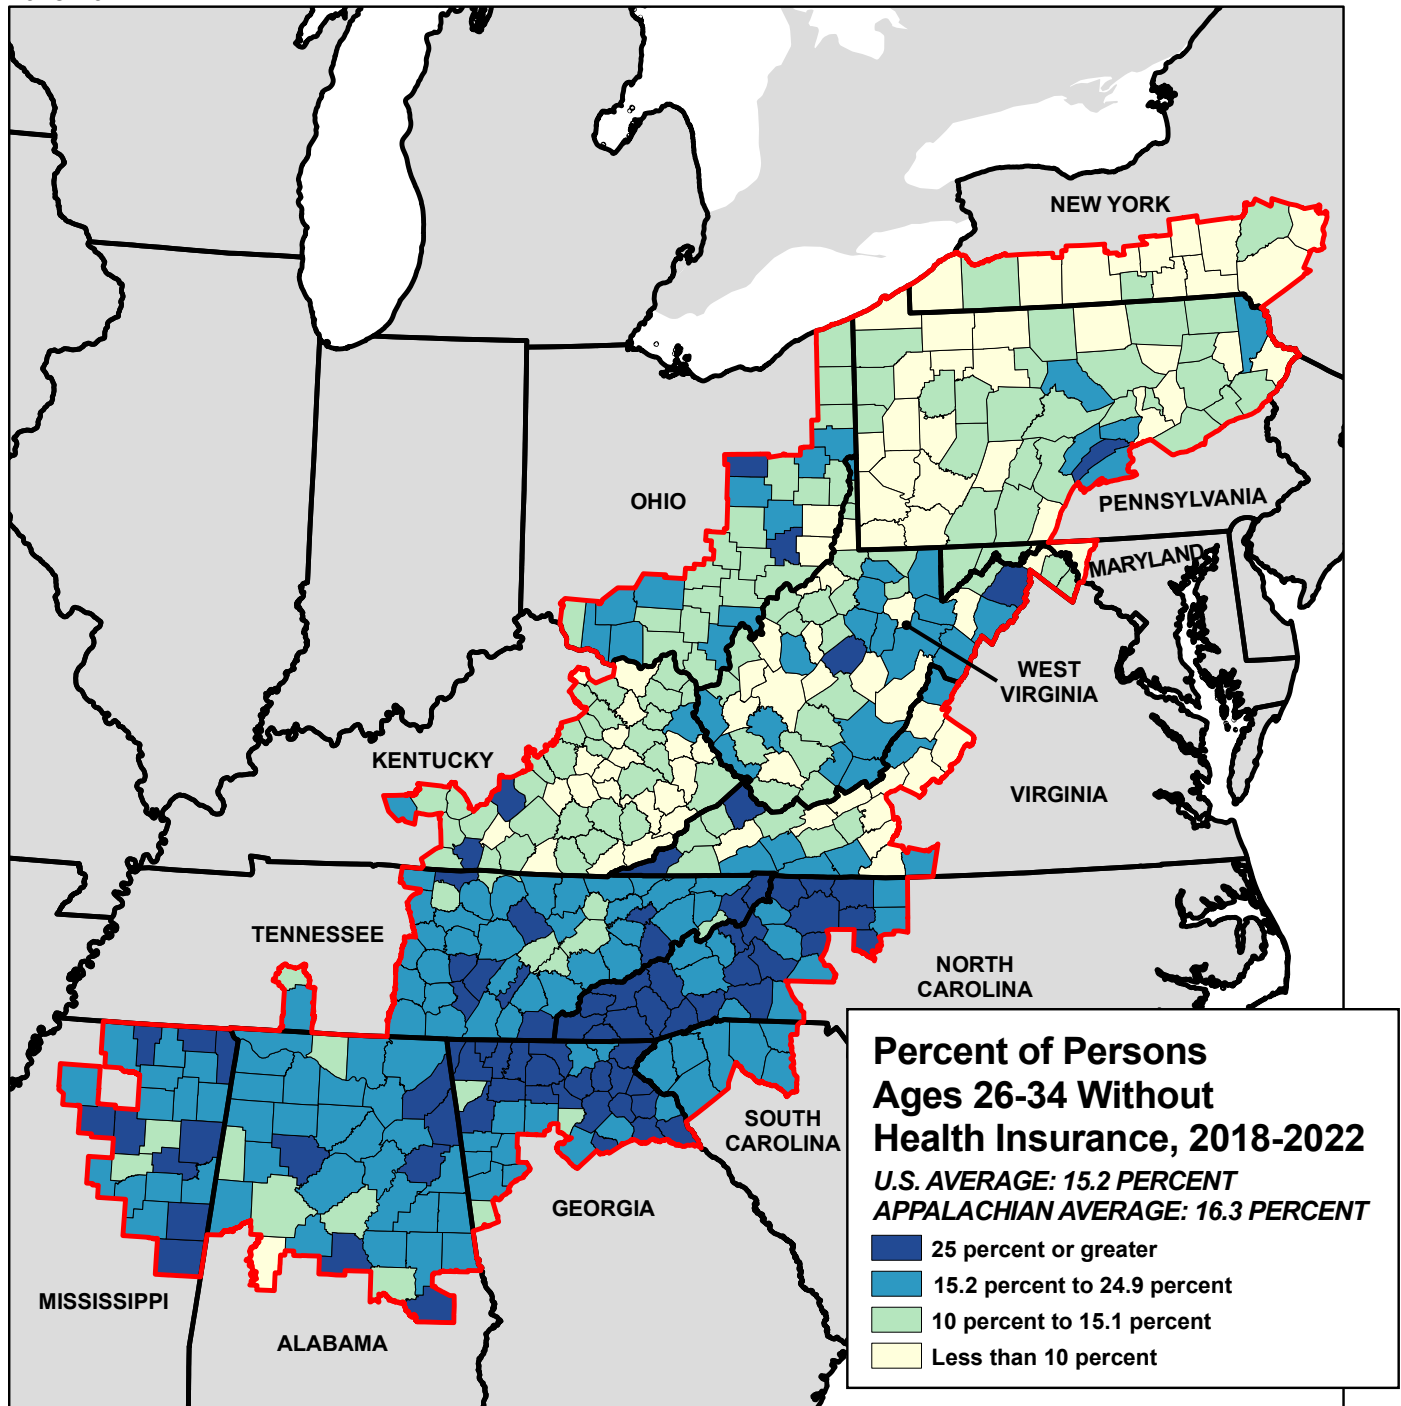 NEW YORK
OHIO
PENNSYLVANIA
MARYLAND
WEST
VIRGINIA
KENTUCKY
VIRGINIA
TENNESSEE
NORTH
CAROLINA
SOUTH
CAROLINA
GEORGIA
MISSISSIPPI
ALABAMA
Percent of Persons
Ages 26-34 Without
Health Insurance, 2018-2022
U.S. AVERAGE: 15.2 PERCENT
APPALACHIAN AVERAGE: 16.3 PERCENT
25 percent or greater
15.2 percent to 24.9 percent
10 percent to 15.1 percent
Less than 10 percent